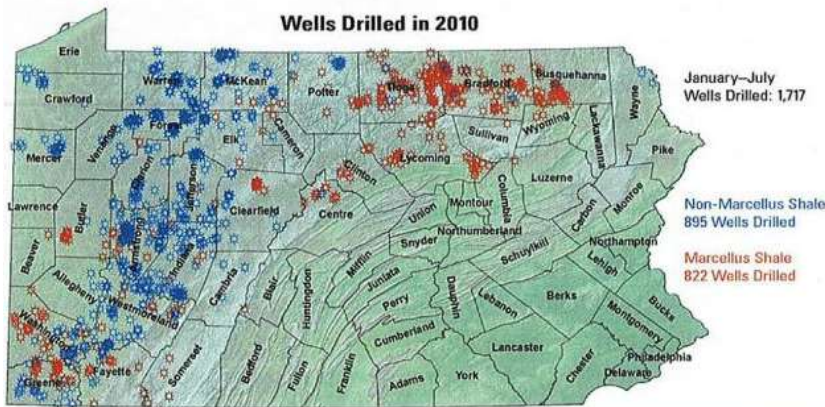 Wells Drilled in 2010
January–July
Wells Drilled: 1,717
Non-Marcellus Shale
895 Wells Drilled
Marcellus Shale
822 Wells Drilled
Erie
Crawford
Warren
McKean
Potter
Tioga
Bradford
Susquehanna
Wayne
Mercer
Venango
Forest
Elk
Cameron
Sullivan
Wyoming
Lackawanna
Pike
Clarion
Jefferson
Clinton
Lycoming
Luzerne
Monroe
Lawrence
Butler
Clearfield
Centre
Union
Montour
Columbia
Carbon
Beaver
Armstrong
Indiana
Snyder
Northumberland
Schuylkill
Northampton
Lehigh
Allegheny
Westmoreland
Cambria
Blair
Huntingdon
Mifflin
Juniata
Perry
Dauphin
Lebanon
Berks
Bucks
Montgomery
Washington
Greene
Fayette
Somerset
Bedford
Fulton
Franklin
Cumberland
Adams
York
Lancaster
Chester
Philadelphia
Delaware